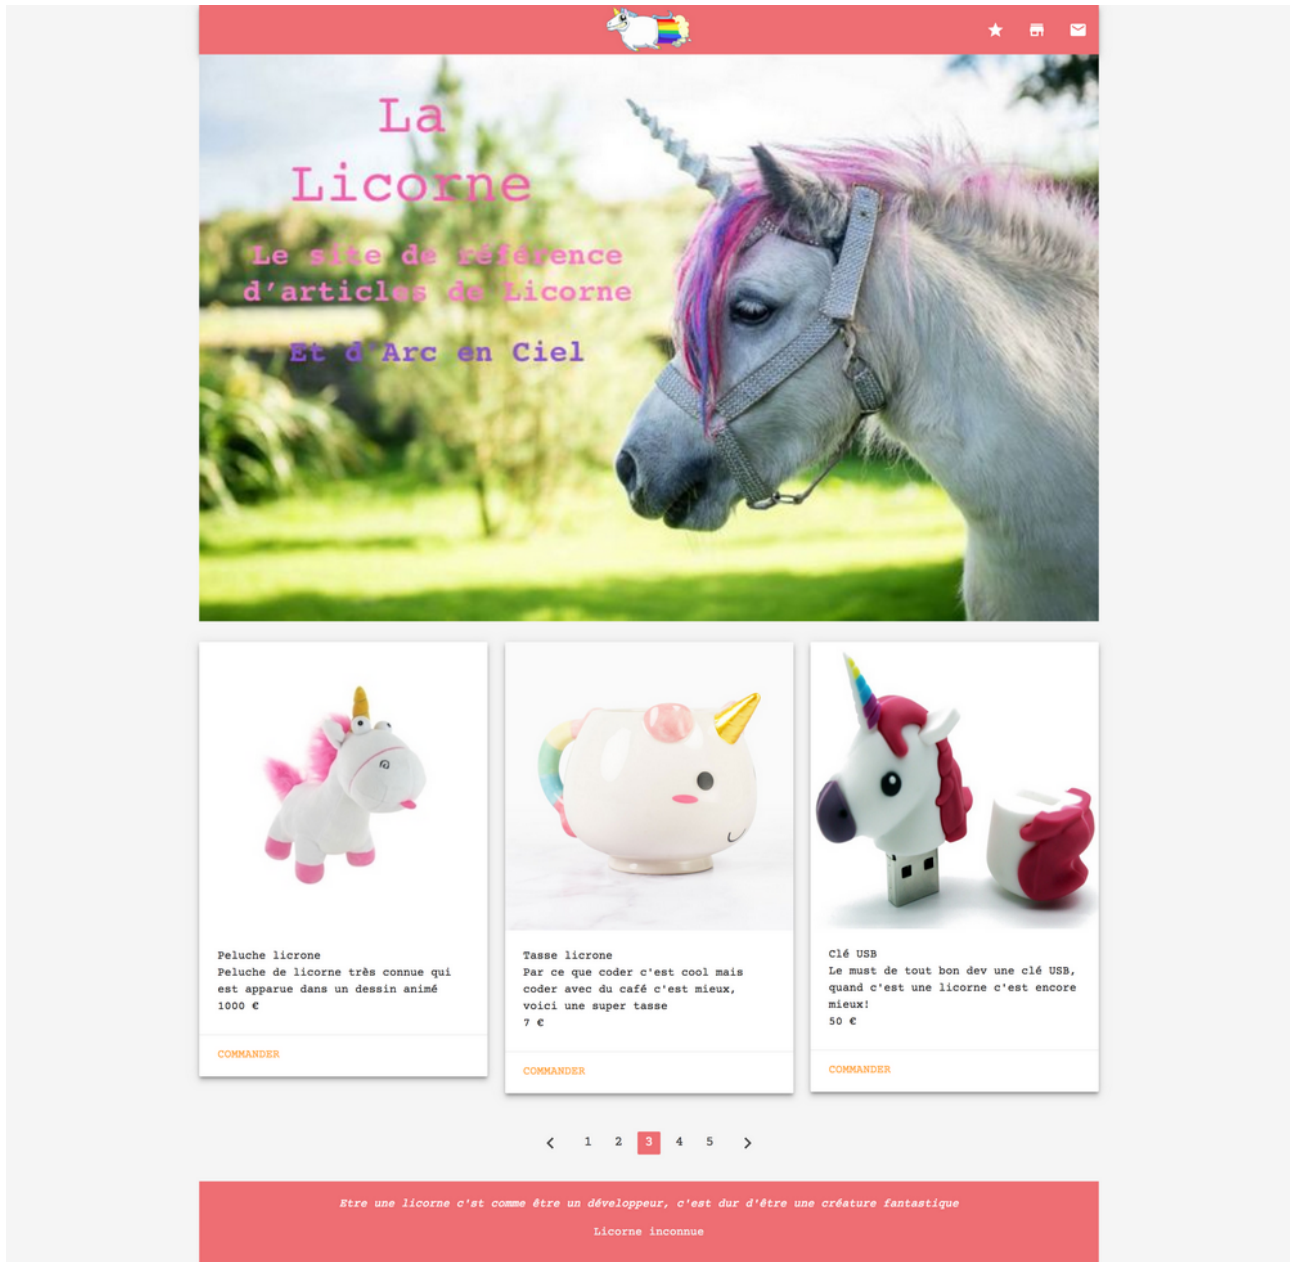 La
Licorne
Le site de référence
d'articles de Licorne
Et d'Arc en Ciel
Peluche licrone
Peluche de licorne très connue qui
est apparue dans un dessin animé
1000 €
COMMANDER
Tasse licrone
Par ce que coder c'est cool mais
coder avec du café c'est mieux,
voici une super tasse
7 €
COMMANDER
Clé USB
Le must de tout bon dev une clé USB,
quand c'est une licorne c'est encore
mieux!
50 €
COMMANDER
1 2 3 4 5
Etre une licorne c'st comme être un développeur, c'est dur d'être une créature fantastique
Licorne inconnue